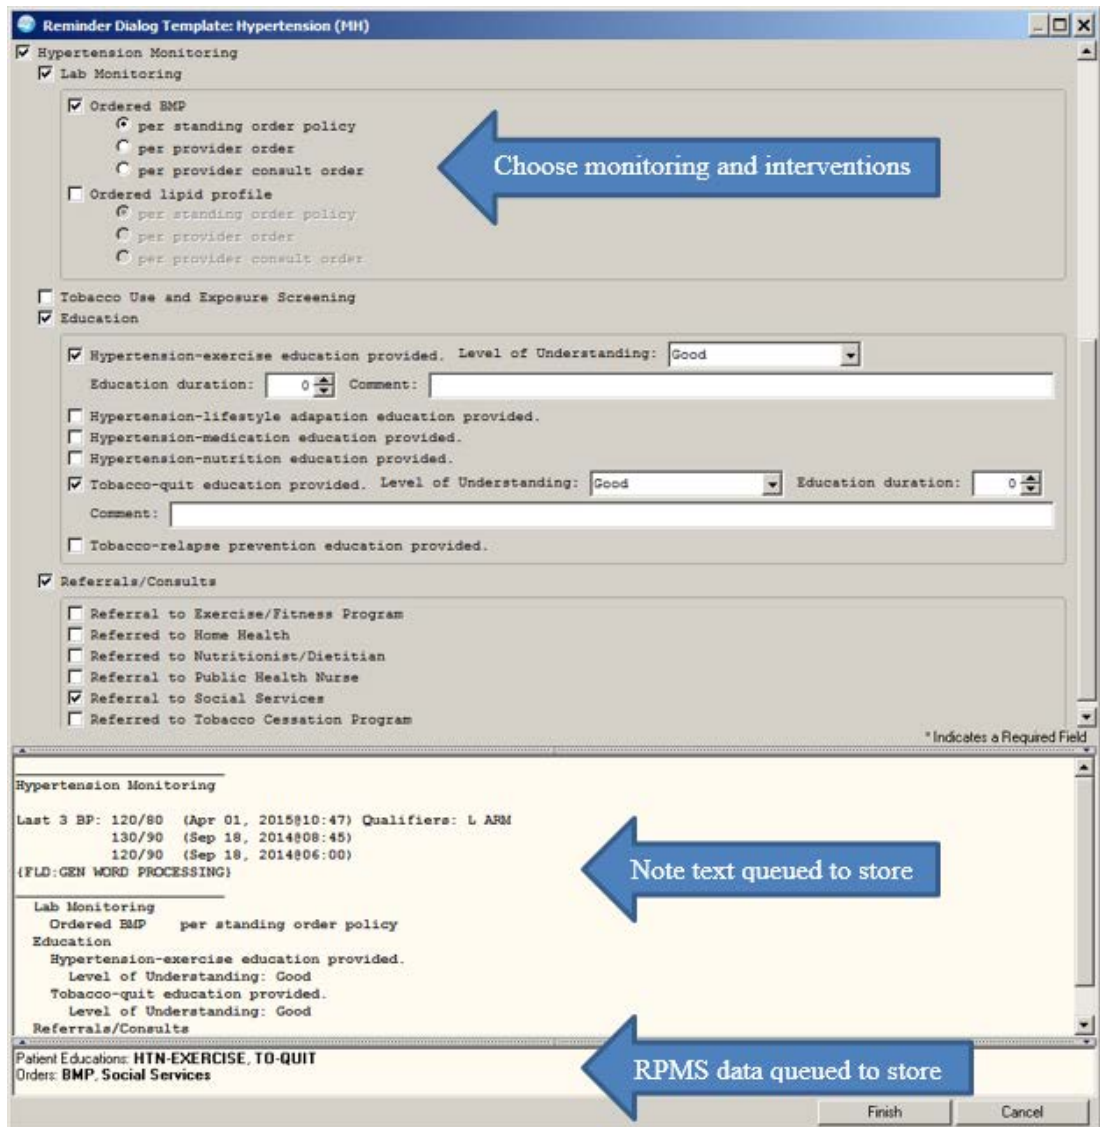 Reminder Dialog Template: Hypertension (MH)
Hypertension Monitoring
Lab Monitoring
Ordered BMP
per standing order policy
per provider order
per provider consult order
Choose monitoring and interventions
Ordered lipid profile
per standing order policy
per provider order
per provider consult order
Tobacco Use and Exposure Screening
Education
Hypertension-exercise education provided. Level of Understanding: Good
Education duration: 0 Comment:
Hypertension-lifestyle adapation education provided.
Hypertension-medication education provided.
Hypertension-nutrition education provided.
Tobacco-quit education provided. Level of Understanding: Good Education duration: 0
Comment:
Tobacco-relapse prevention education provided.
Referrals/Consults
Referral to Exercise/Fitness Program
Referred to Home Health
Referred to Nutritionist/Dietitian
Referral to Public Health Nurse
Referral to Social Services
Referred to Tobacco Cessation Program
* Indicates a Required Field
Hypertension Monitoring
Last 3 BP: 120/80 (Apr 01, 2015@10:47) Qualifiers: L ARM
130/90 (Sep 18, 2014@08:45)
120/90 (Sep 18, 2014@06:00)
{FLD:GEN WORD PROCESSING}
Note text queued to store
Lab Monitoring
Ordered BMP per standing order policy
Education
Hypertension-exercise education provided.
Level of Understanding: Good
Tobacco-quit education provided.
Level of Understanding: Good
Referrals/Consults
Patient Educations: HTN-EXERCISE, TO-QUIT
Orders: BMP, Social Services
RPMS data queued to store
Finish Cancel